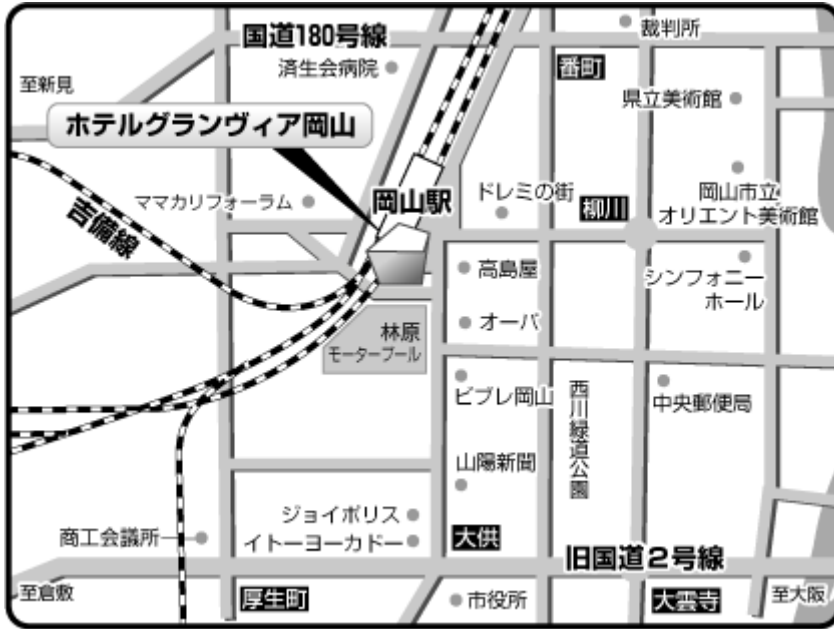 国道180号線
裁判所
済生会病院
番町
至新見
県立美術館
ホテルグランヴィア岡山
岡山駅
ドレミの街
岡山市立
オリエント美術館
ママカリフォーラム
柳川
吉備線
高島屋
シンフォニー
ホール
オーパ
林原
モータープール
ビブレ岡山
西川緑道公園
中央郵便局
山陽新聞
ジョイポリス
商工会議所
イトーヨーカドー
大供
旧国道2号線
至倉敷
厚生町
市役所
大雲寺
至大阪